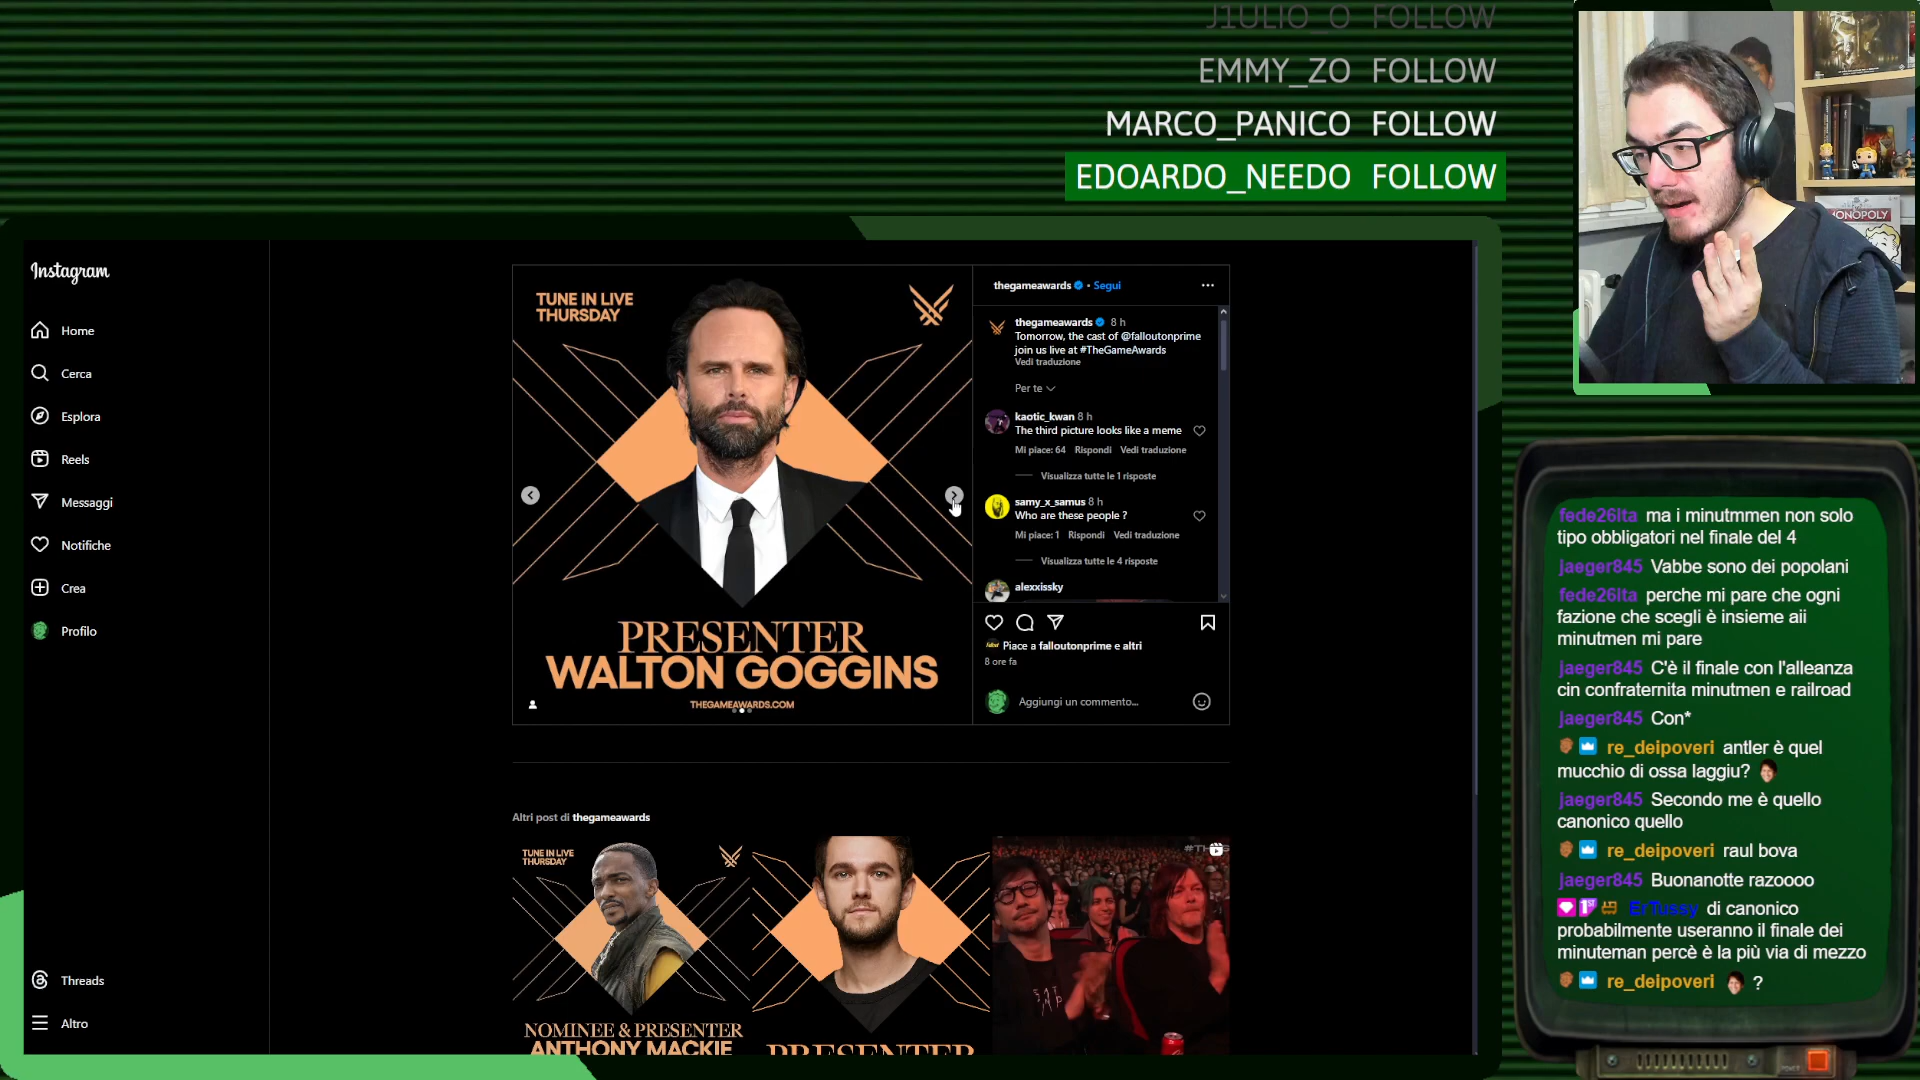 J1ULIO_O FOLLOW
EMMY_ZO FOLLOW
MARCO_PANICO FOLLOW
EDOARDO_NEEDO FOLLOW
Instagram
Home
Cerca
Esplora
Reels
Messaggi
Notifiche
Crea
Profilo
Threads
Altro
TUNE IN LIVE
THURSDAY
PRESENTER
WALTON GOGGINS
THEGAMEAWARDS.COM
thegameawards • Segui
thegameawards 8 h
Tomorrow, the cast of @falloutonprime
join us live at #TheGameAwards
Vedi traduzione
Per te
kaotic_kwan 8 h
The third picture looks like a meme
Mi piace: 64 Rispondi Vedi traduzione
Visualizza tutte le 1 risposte
samy_x_samus 8 h
Who are these people ?
Mi piace: 1 Rispondi Vedi traduzione
Visualizza tutte le 4 risposte
alexxissky
Piace a falloutonprime e altri
8 ore fa
Aggiungi un commento...
Altri post di thegameawards
TUNE IN LIVE
THURSDAY
NOMINEE & PRESENTER
ANTHONY MACKIE
PRESENTER
MONOPOLY
fede26ita ma i minutmmen non solo
tipo obbligatori nel finale del 4
jaeger845 Vabbe sono dei popolani
fede26ita perche mi pare che ogni
fazione che scegli è insieme aii
minutmen mi pare
jaeger845 C'è il finale con l'alleanza
cin confraternita minutmen e railroad
jaeger845 Con*
re_deipoveri antler è quel
mucchio di ossa laggiu?
jaeger845 Secondo me è quello
canonico quello
re_deipoveri raul bova
jaeger845 Buonanotte razoooo
ErTussy di canonico
probabilmente useranno il finale dei
minuteman percè è la più via di mezzo
re_deipoveri ?